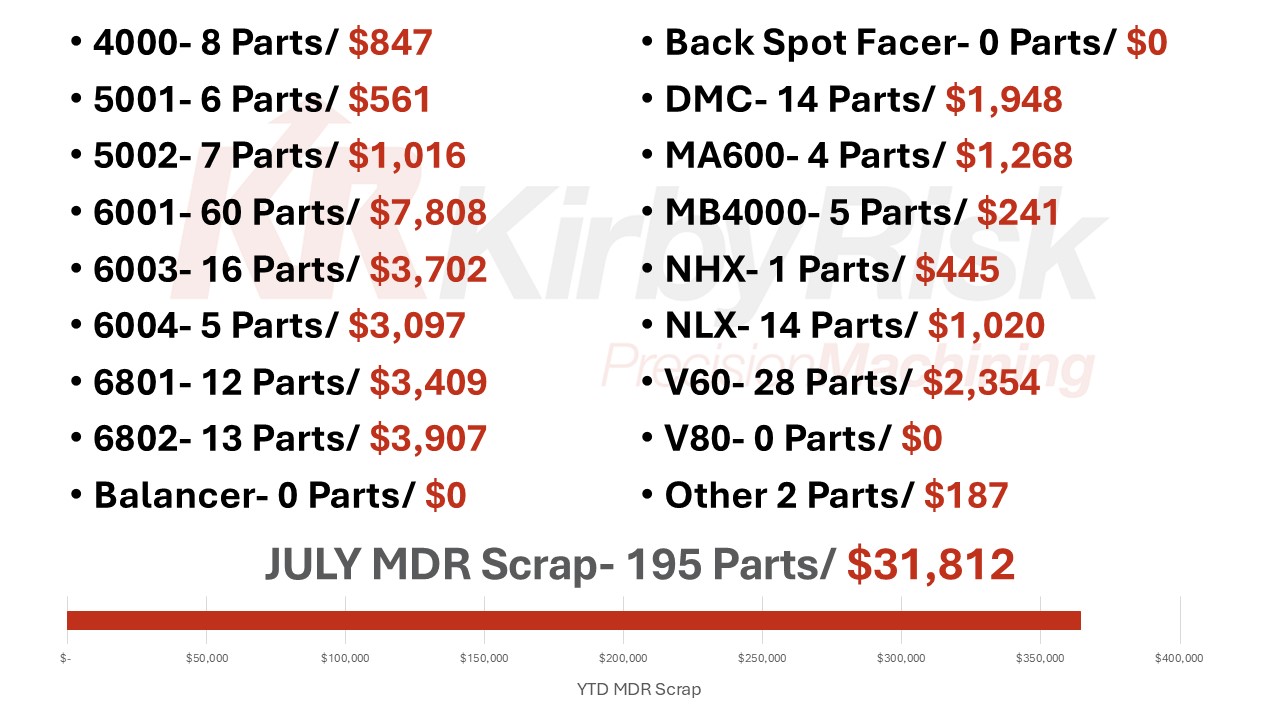 • 4000- 8 Parts/ $847
• 5001- 6 Parts/ $561
• 5002- 7 Parts/ $1,016
• 6001- 60 Parts/ $7,808
• 6003- 16 Parts/ $3,702
• 6004- 5 Parts/ $3,097
• 6801- 12 Parts/ $3,409
• 6802- 13 Parts/ $3,907
• Balancer- 0 Parts/ $0
• Back Spot Facer- 0 Parts/ $0
• DMC- 14 Parts/ $1,948
• MA600- 4 Parts/ $1,268
• MB4000- 5 Parts/ $241
• NHX- 1 Parts/ $445
• NLX- 14 Parts/ $1,020
• V60- 28 Parts/ $2,354
• V80- 0 Parts/ $0
• Other 2 Parts/ $187
KR KirbyRisk
PrecisionMachining
JULY MDR Scrap- 195 Parts/ $31,812
$- $50,000 $100,000 $150,000 $200,000 $250,000 $300,000 $350,000 $400,000
YTD MDR Scrap